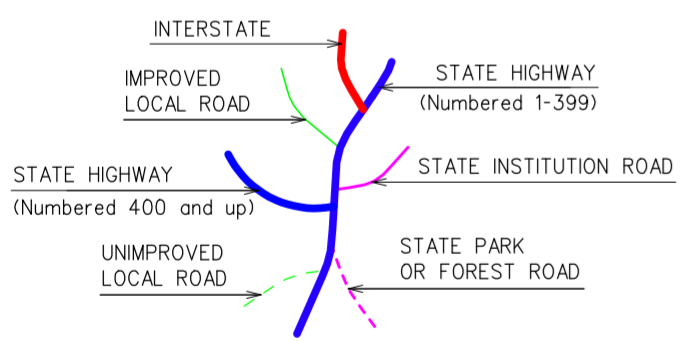 INTERSTATE
IMPROVED
LOCAL ROAD
STATE HIGHWAY
(Numbered 1-399)
STATE HIGHWAY
(Numbered 400 and up)
STATE INSTITUTION ROAD
UNIMPROVED
LOCAL ROAD
STATE PARK
OR FOREST ROAD